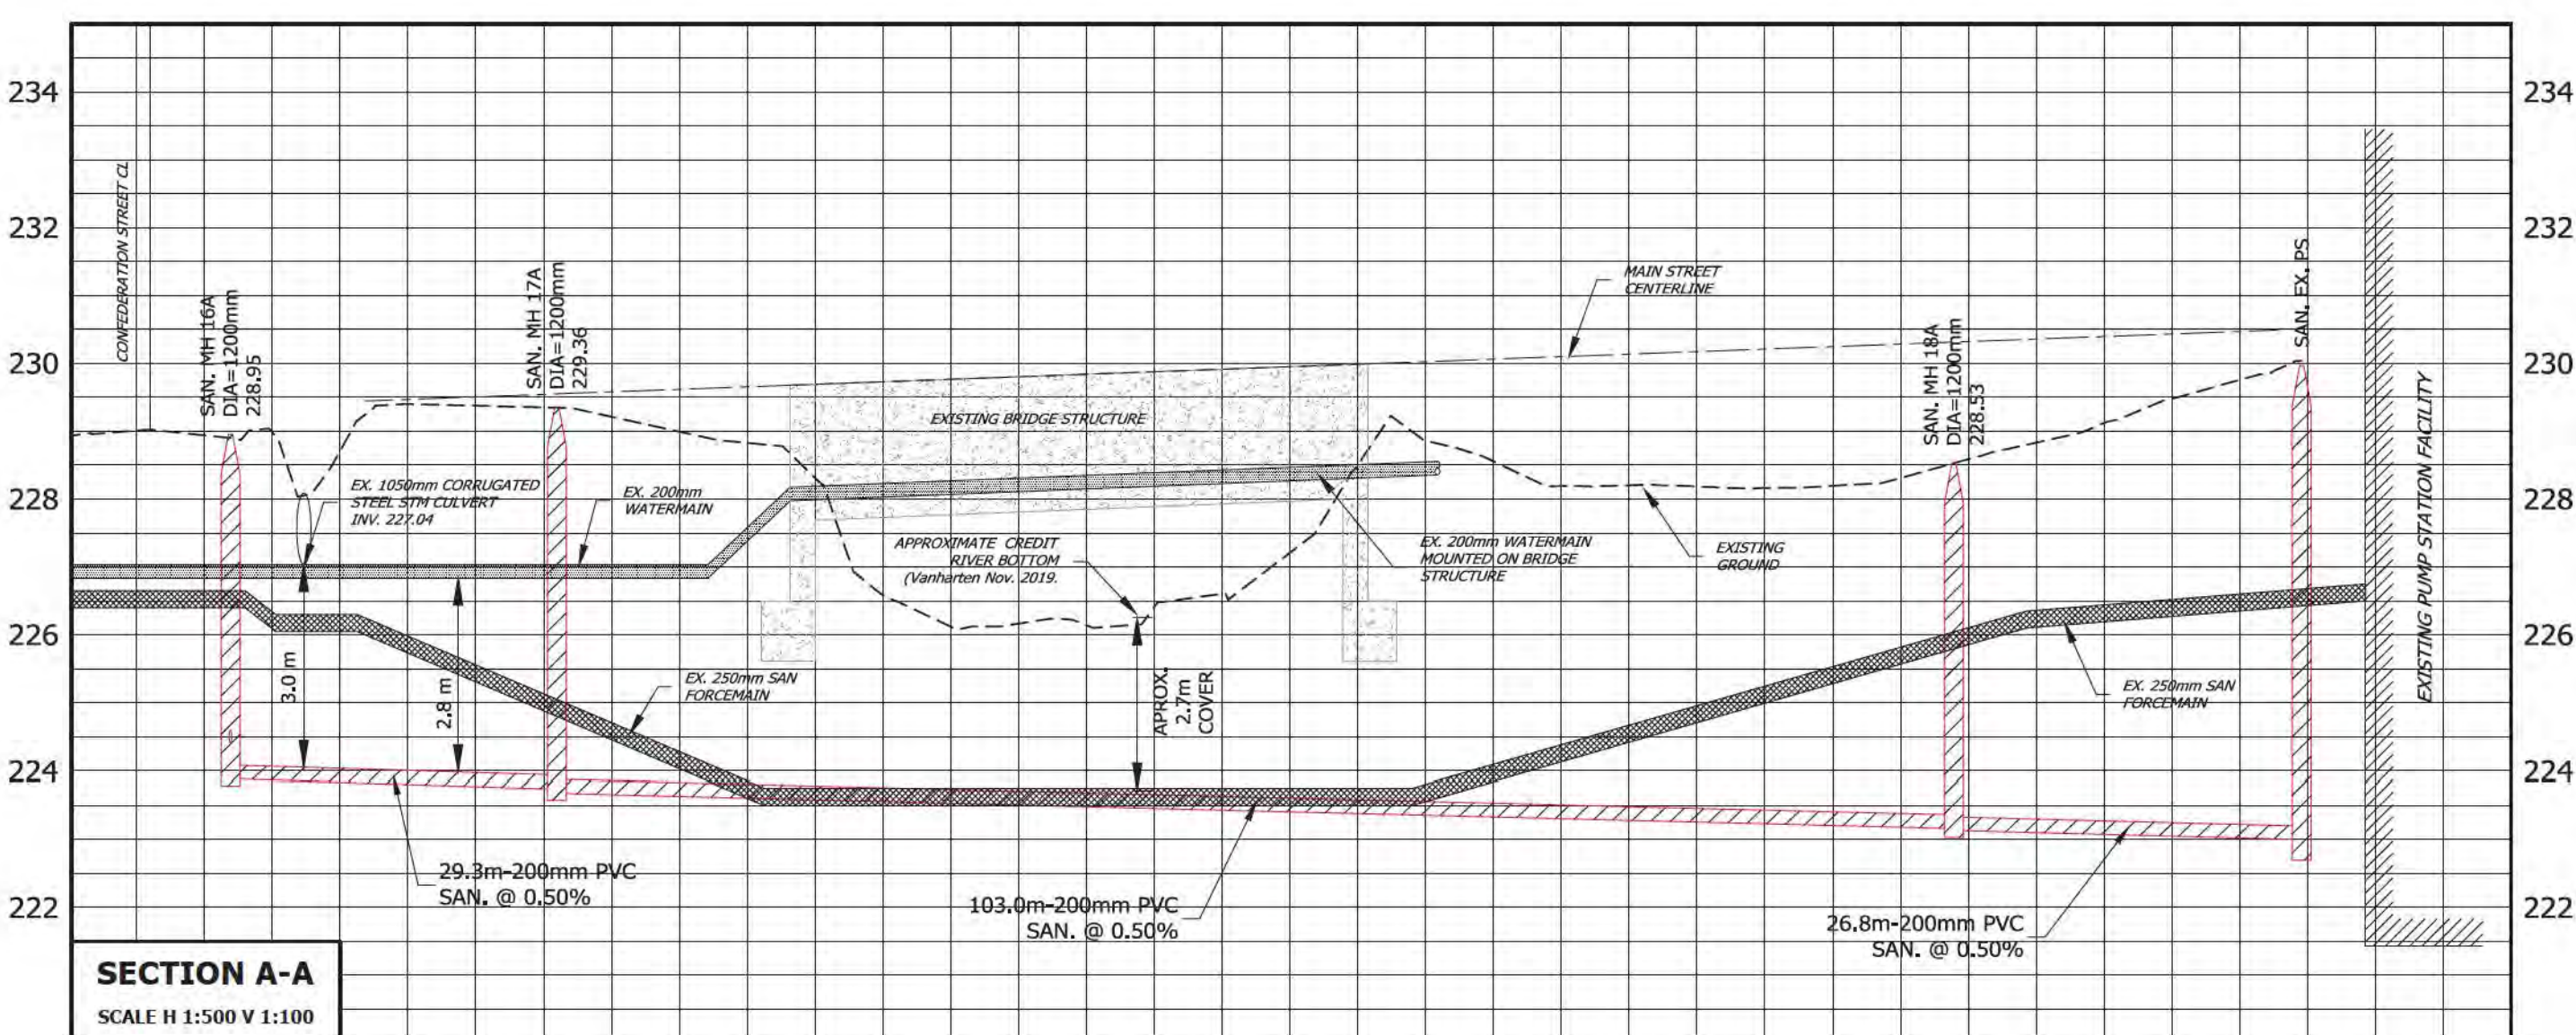 234
232
230
228
226
224
222
234
232
230
228
226
224
222
CONFEDERATION STREET CL
SAN. MH 16A
DIA=1200mm
228.95
SAN. MH 17A
DIA=1200mm
229.36
EX. 1050mm CORRUGATED
STEEL STM CULVERT
INV. 227.04
EX. 200mm
WATERMAIN
EXISTING BRIDGE STRUCTURE
APPROXIMATE CREDIT
RIVER BOTTOM
(Vanharten Nov. 2019.
EX. 200mm WATERMAIN
MOUNTED ON BRIDGE
STRUCTURE
MAIN STREET
CENTERLINE
EXISTING
GROUND
SAN. MH 18A
DIA=1200mm
228.53
SAN. EX. PS
EXISTING PUMP STATION FACILITY
3.0 m
2.8 m
EX. 250mm SAN
FORCEMAIN
APROX.
2.7m
COVER
EX. 250mm SAN
FORCEMAIN
29.3m-200mm PVC
SAN. @ 0.50%
103.0m-200mm PVC
SAN. @ 0.50%
26.8m-200mm PVC
SAN. @ 0.50%
SECTION A-A
SCALE H 1:500 V 1:100